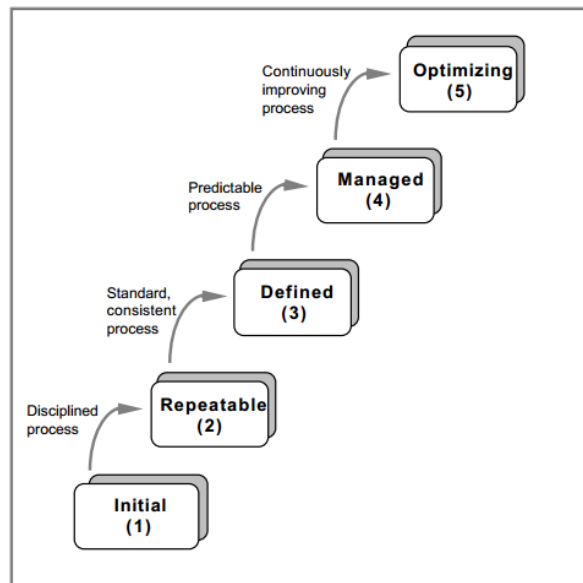 Continuously
improving
process
Optimizing
(5)
Predictable
process
Managed
(4)
Standard,
consistent
process
Defined
(3)
Disciplined
process
Repeatable
(2)
Initial
(1)